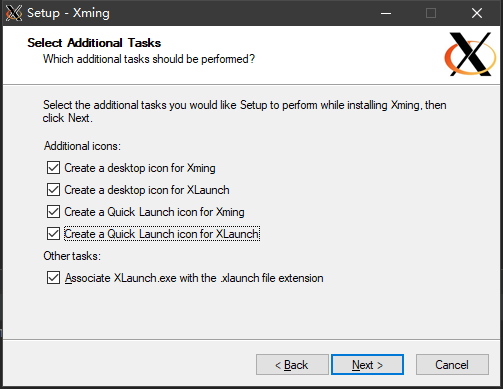 Setup - Xming
Select Additional Tasks
Which additional tasks should be performed?
Select the additional tasks you would like Setup to perform while installing Xming, then
click Next.
Additional icons:
Create a desktop icon for Xming
Create a desktop icon for XLaunch
Create a Quick Launch icon for Xming
Create a Quick Launch icon for XLaunch
Other tasks:
Associate XLaunch.exe with the .xlaunch file extension
< Back
Next >
Cancel